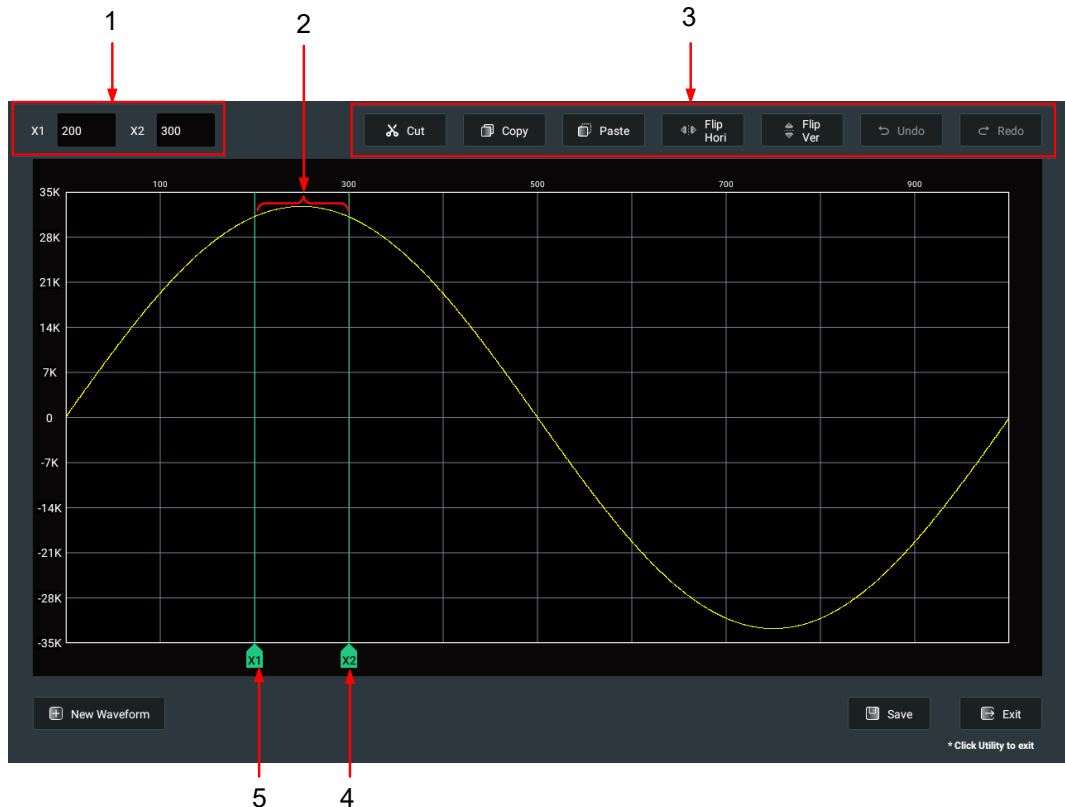 1 2 3
X1 200 X2 300 Cut Copy Paste Flip Hori Flip Ver Undo Redo
100 300 500 700 900
35K
28K
21K
14K
7K
0
-7K
-14K
-21K
-28K
-35K
X1 X2
New Waveform Save Exit
* Click Utility to exit
5 4